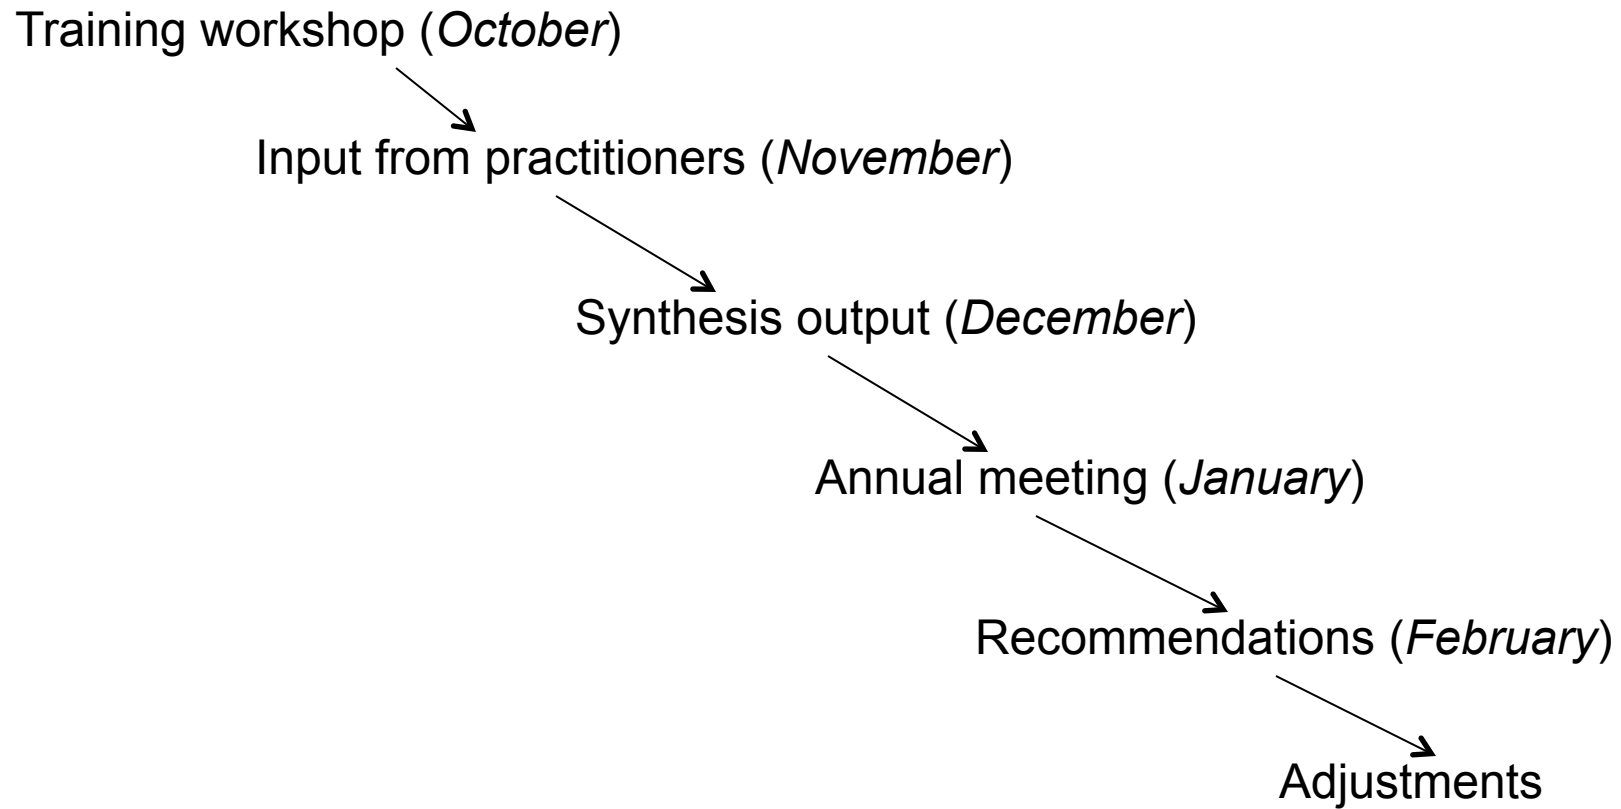 Training workshop (October)
Input from practitioners (November)
Synthesis output (December)
Annual meeting (January)
Recommendations (February)
Adjustments